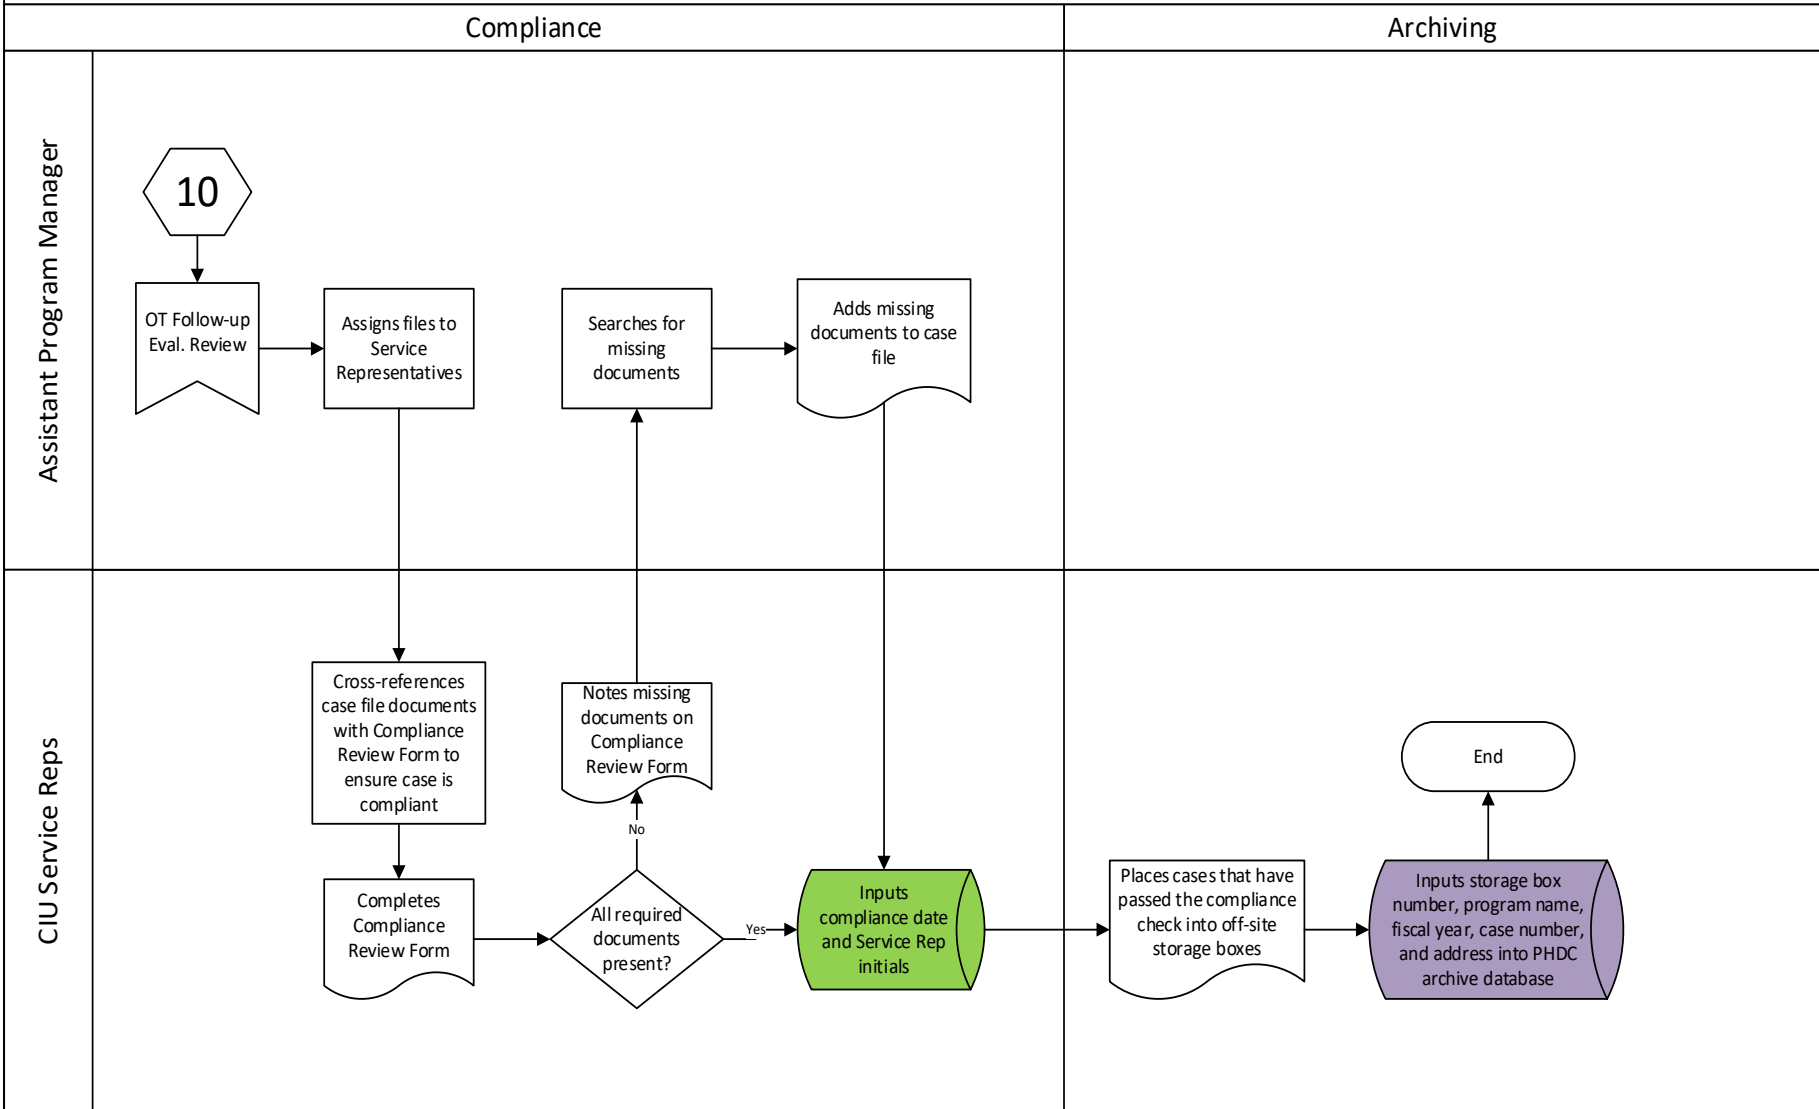 Compliance
Archiving
Assistant Program Manager
10
OT Follow-up
Eval. Review
Assigns files to
Service
Representatives
Searches for
missing
documents
Adds missing
documents to case
file
CIU Service Reps
Cross-references
case file documents
with Compliance
Review Form to
ensure case is
compliant
Notes missing
documents on
Compliance
Review Form
No
Completes
Compliance
Review Form
All required
documents
present?
Yes
Inputs
compliance date
and Service Rep
initials
Places cases that have
passed the compliance
check into off-site
storage boxes
Inputs storage box
number, program name,
fiscal year, case number,
and address into PHDC
archive database
End